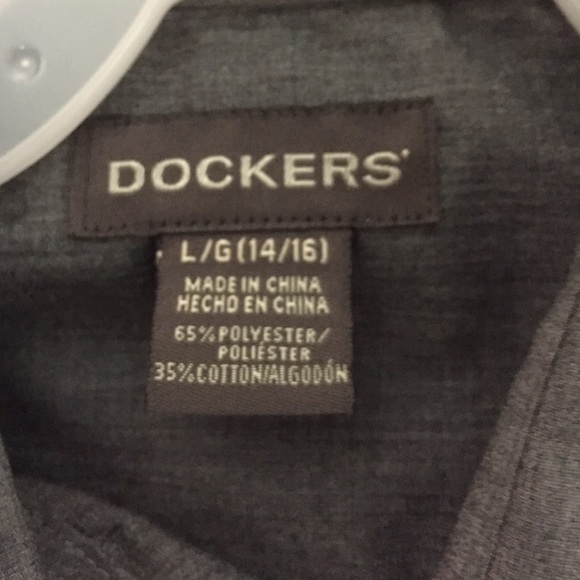 DOCKERS
L/G(14/16)
MADE IN CHINA
HECHO EN CHINA
65%POLYESTER/
POLIÉSTER
35%COTTON/ALGODÓN